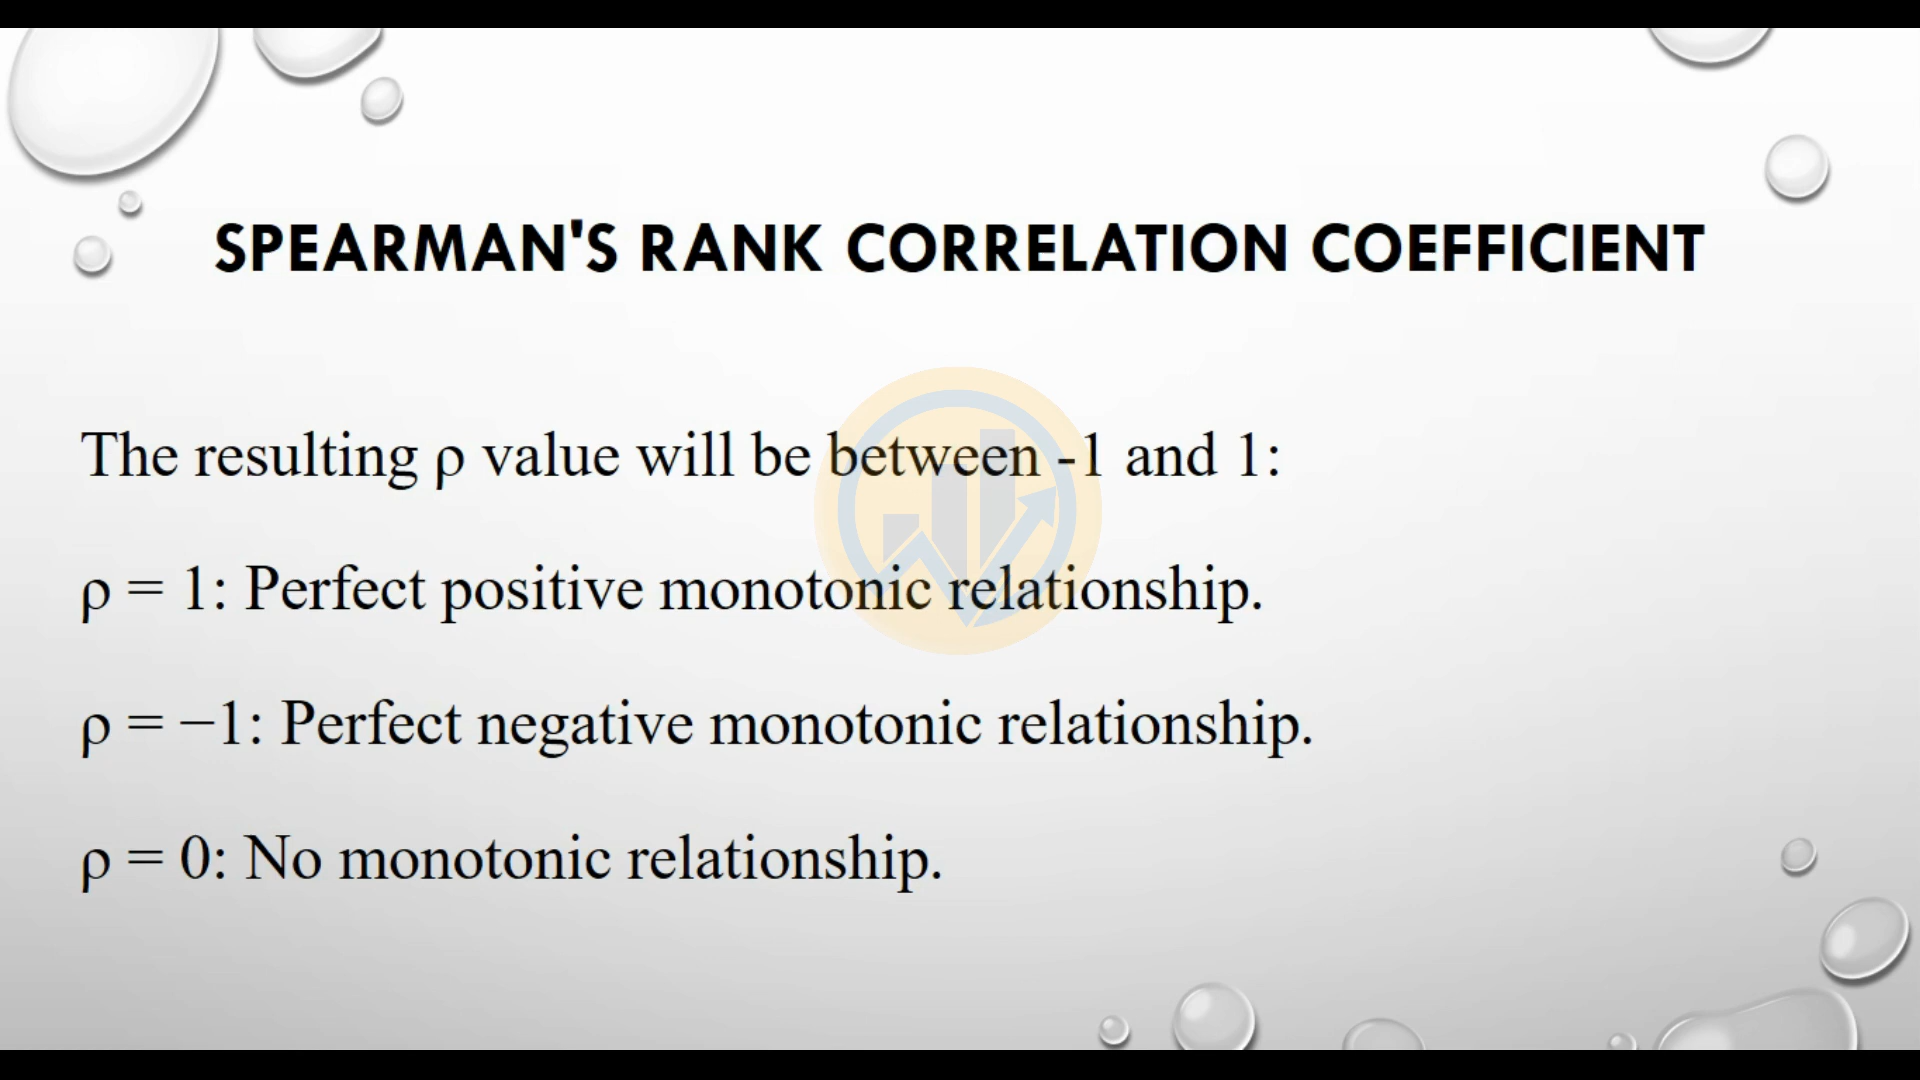 SPEARMAN'S RANK CORRELATION COEFFICIENT
The resulting ρ value will be between -1 and 1:
ρ = 1: Perfect positive monotonic relationship.
ρ = −1: Perfect negative monotonic relationship.
ρ = 0: No monotonic relationship.